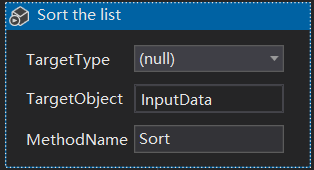 Sort the list
TargetType (null)
TargetObject InputData
MethodName Sort